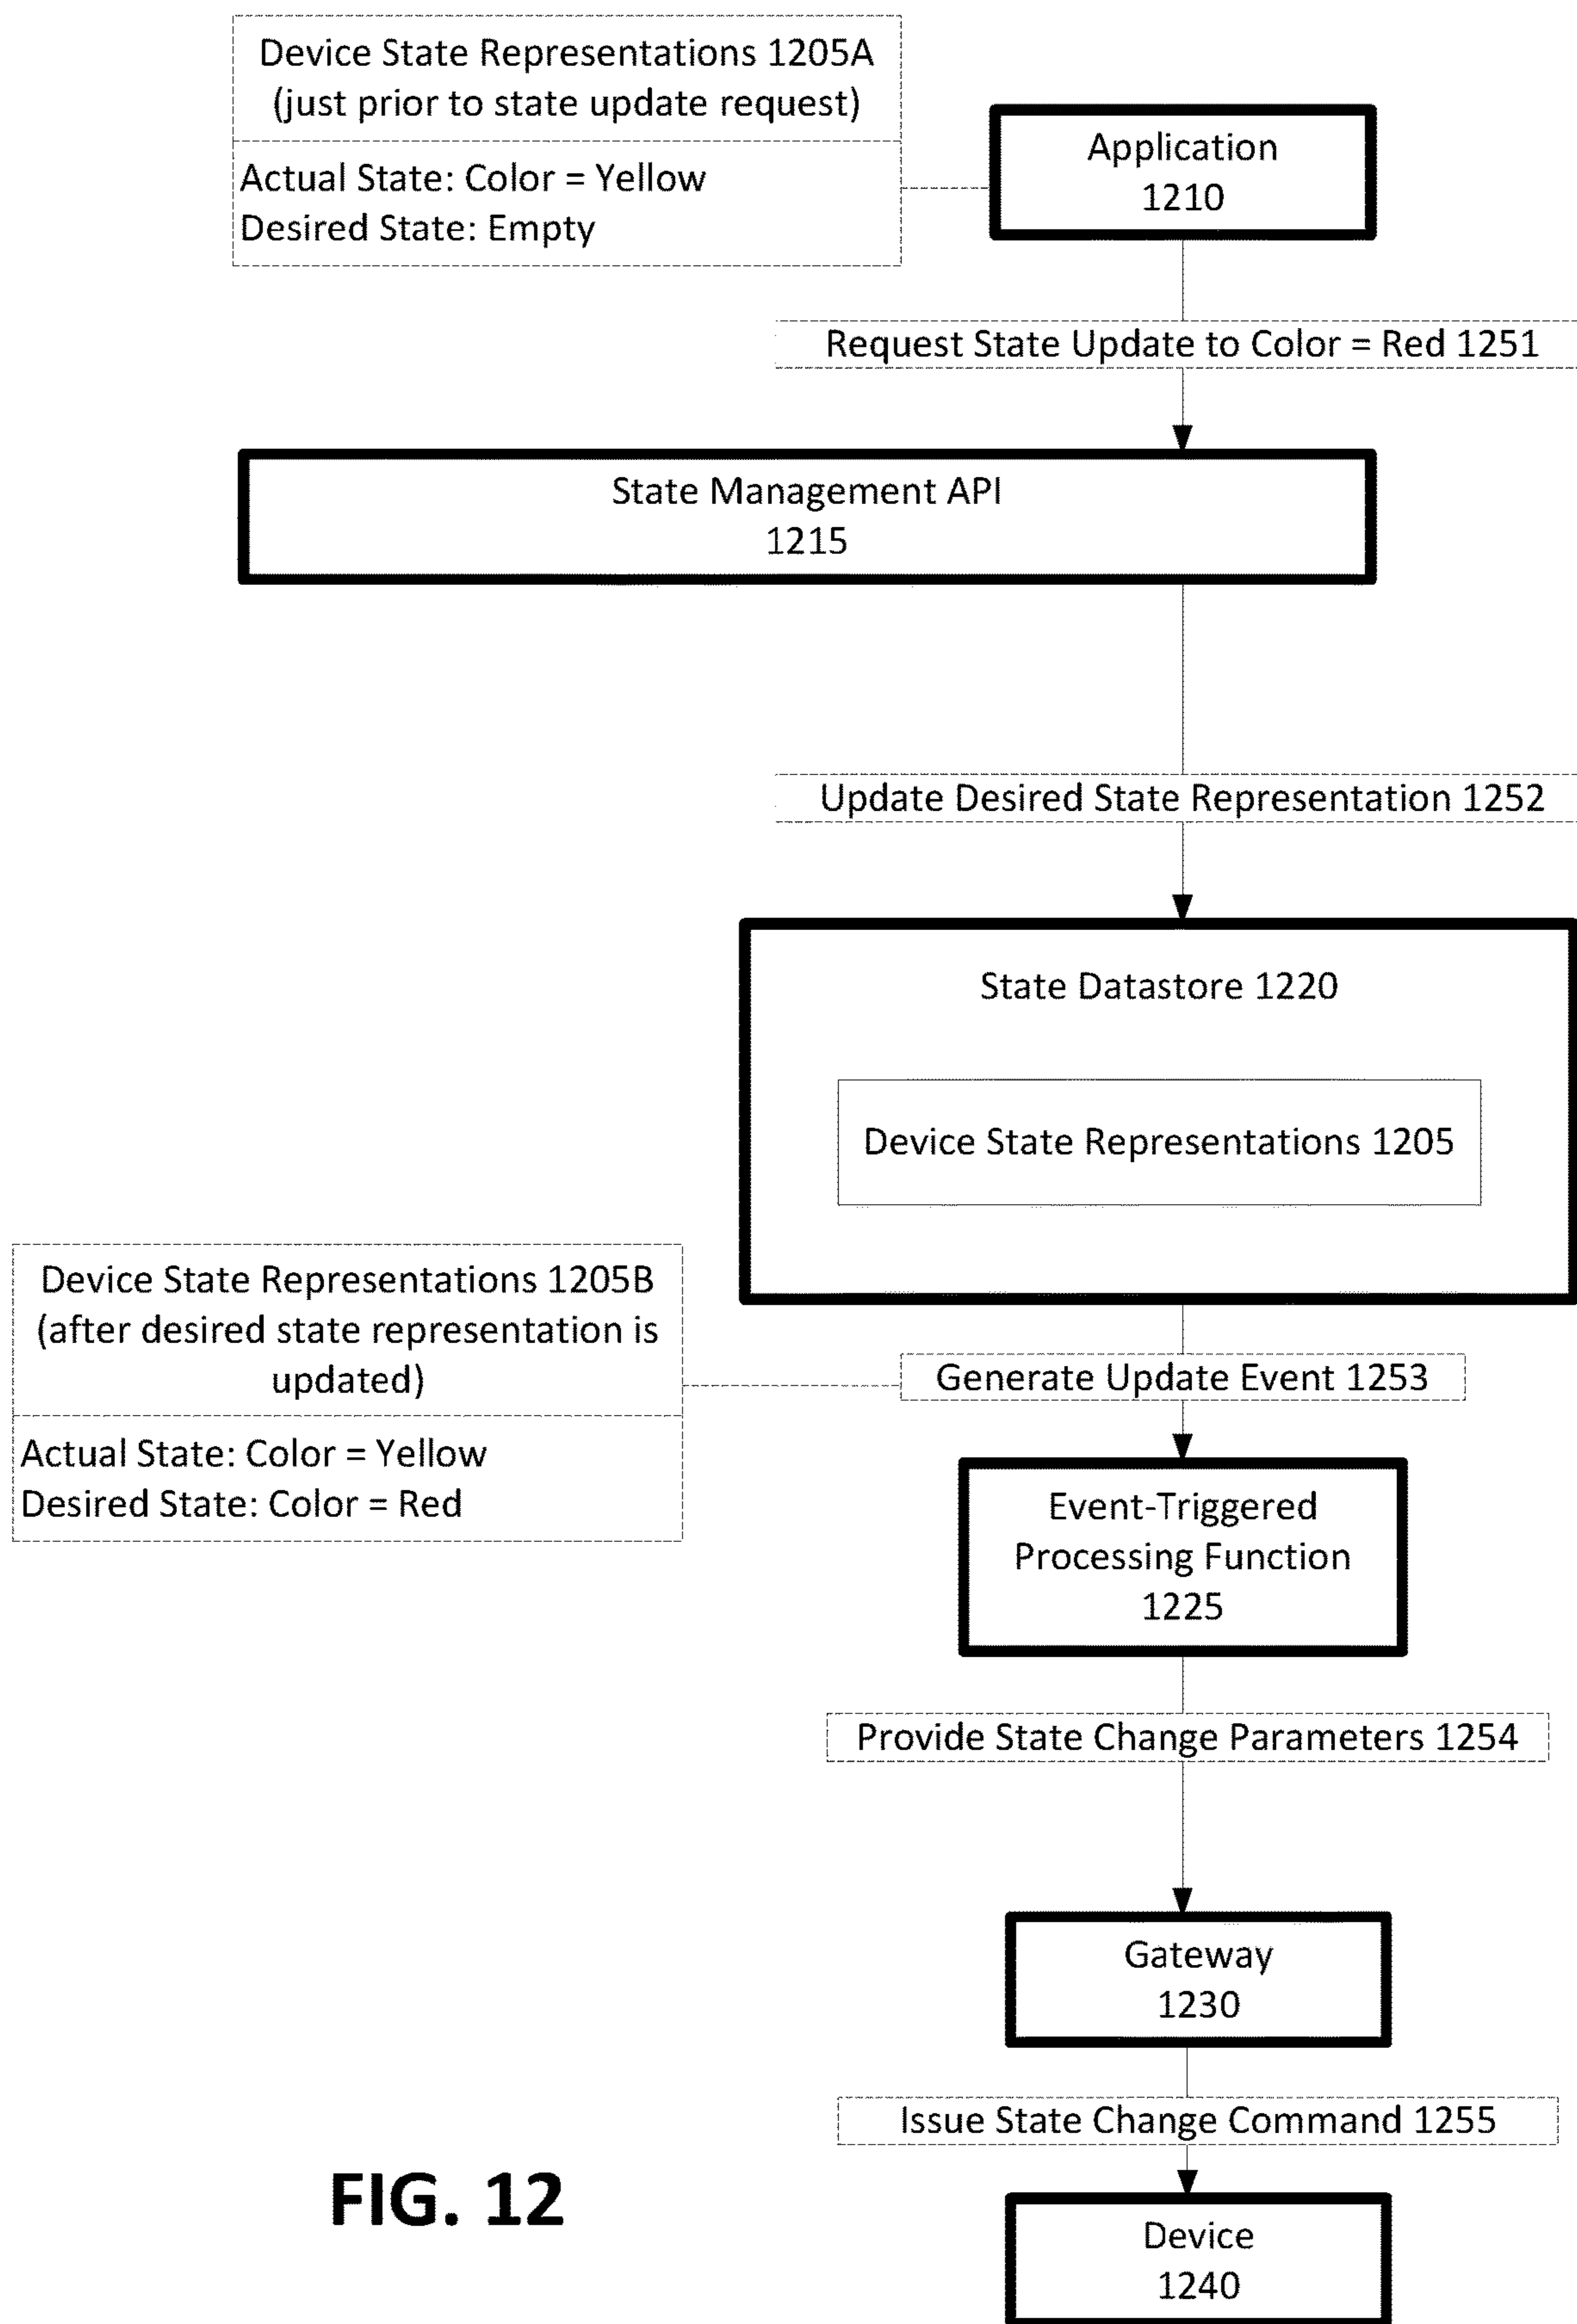 Device State Representations 1205A
(just prior to state update request)
Actual State: Color = Yellow
Desired State: Empty
Application
1210
Request State Update to Color = Red 1251
State Management API
1215
Update Desired State Representation 1252
State Datastore 1220
Device State Representations 1205
Device State Representations 1205B
(after desired state representation is
updated)
Actual State: Color = Yellow
Desired State: Color = Red
Generate Update Event 1253
Event-Triggered
Processing Function
1225
Provide State Change Parameters 1254
Gateway
1230
Issue State Change Command 1255
Device
1240
FIG. 12